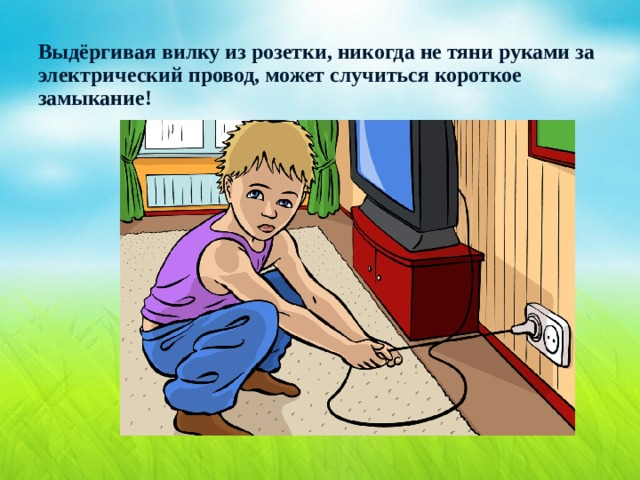 Выдёргивая вилку из розетки, никогда не тяни руками за
электрический провод, может случиться короткое
замыкание!